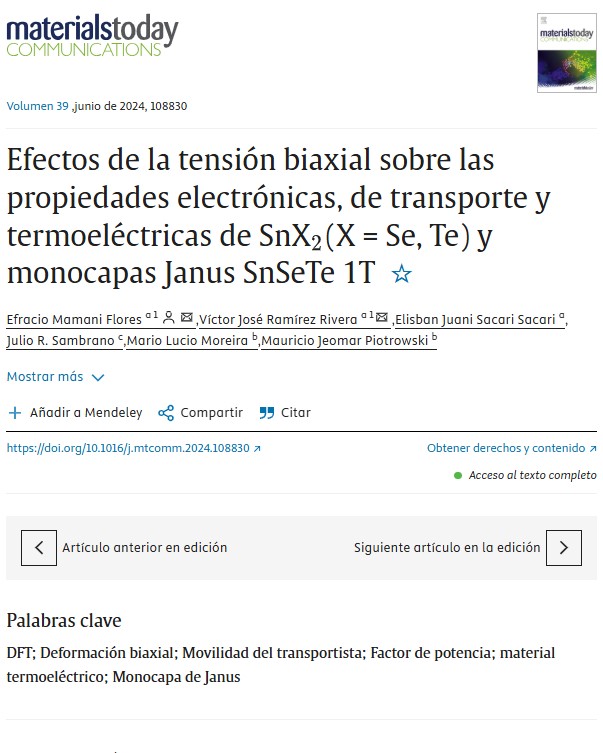 materialstoday
COMMUNICATIONS
materialstoday
COMMUNICATIONS
Volumen 39 ,junio de 2024, 108830
Efectos de la tensión biaxial sobre las
propiedades electrónicas, de transporte y
termoeléctricas de SnX₂(X = Se, Te) y
monocapas Janus SnSeTe 1T
Efracio Mamani Flores ᵃ ¹ ,Víctor José Ramírez Rivera ᵃ ¹ ,Elisban Juani Sacari Sacari ᵃ,
Julio R. Sambrano ᶜ,Mario Lucio Moreira ᵇ,Mauricio Jeomar Piotrowski ᵇ
Mostrar más
Añadir a Mendeley Compartir Citar
https://doi.org/10.1016/j.mtcomm.2024.108830 ↗ Obtener derechos y contenido ↗
Acceso al texto completo
Artículo anterior en edición Siguiente artículo en la edición
Palabras clave
DFT; Deformación biaxial; Movilidad del transportista; Factor de potencia; material
termoeléctrico; Monocapa de Janus